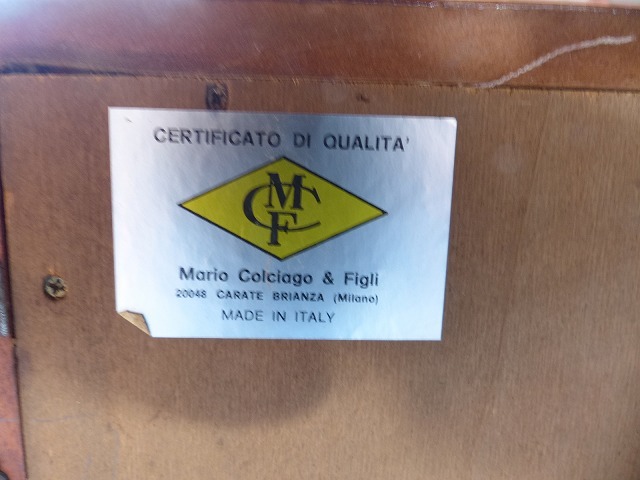 CERTIFICATO DI QUALITA'
MCF
Mario Colciago & Figli
20048 CARATE BRIANZA (Milano)
MADE IN ITALY